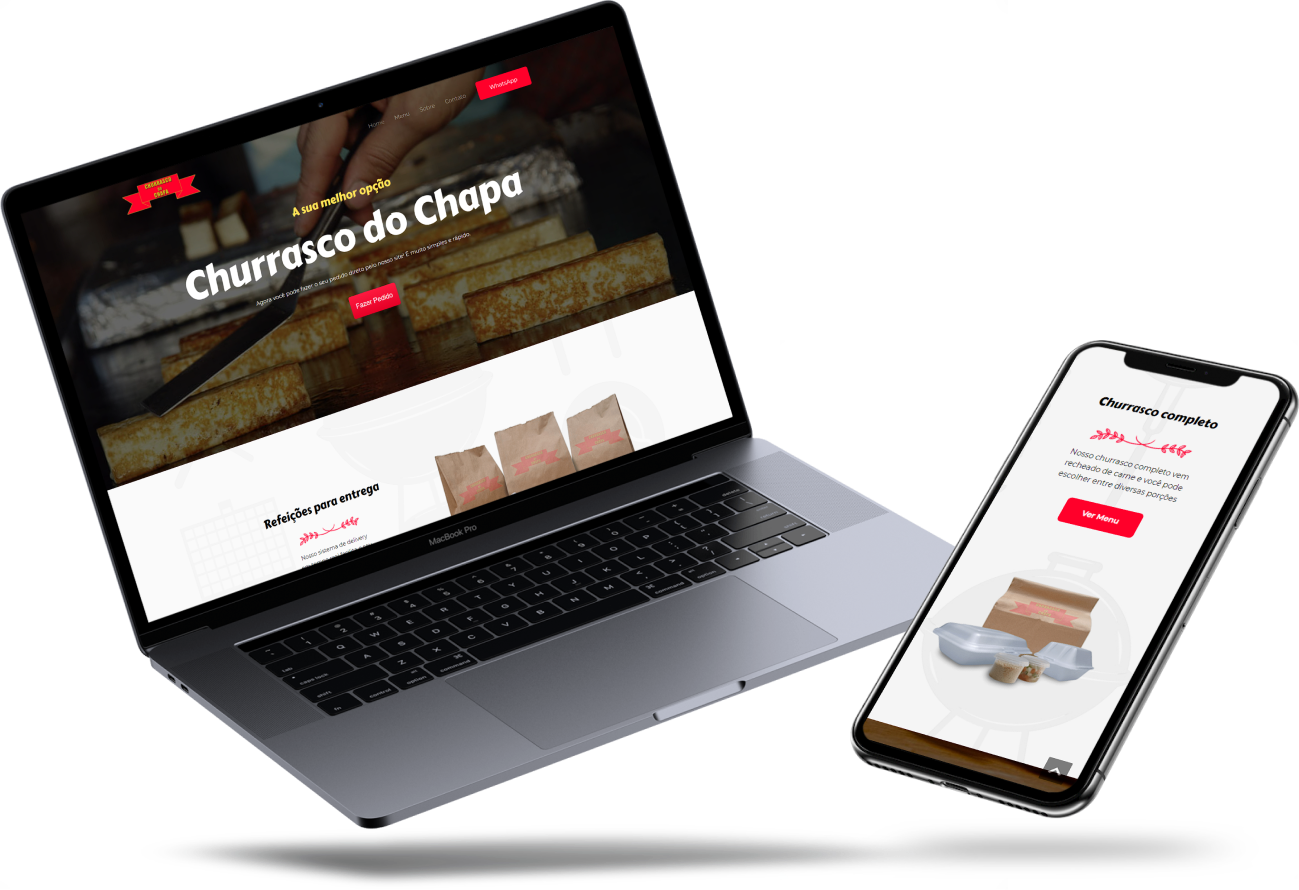 Home Menu Sobre Contato WhatsApp
CHURRASCO
DO
CHAPA
A sua melhor opção
Churrasco do Chapa
Agora você pode fazer o seu pedido direto pelo nosso site! É muito simples e rápido.
Fazer Pedido
Refeições para entrega
Nosso sistema de delivery
MacBook Pro
Churrasco completo
Nosso churrasco completo vem
recheado de carne e você pode
escolher entre diversas porções
Ver Menu